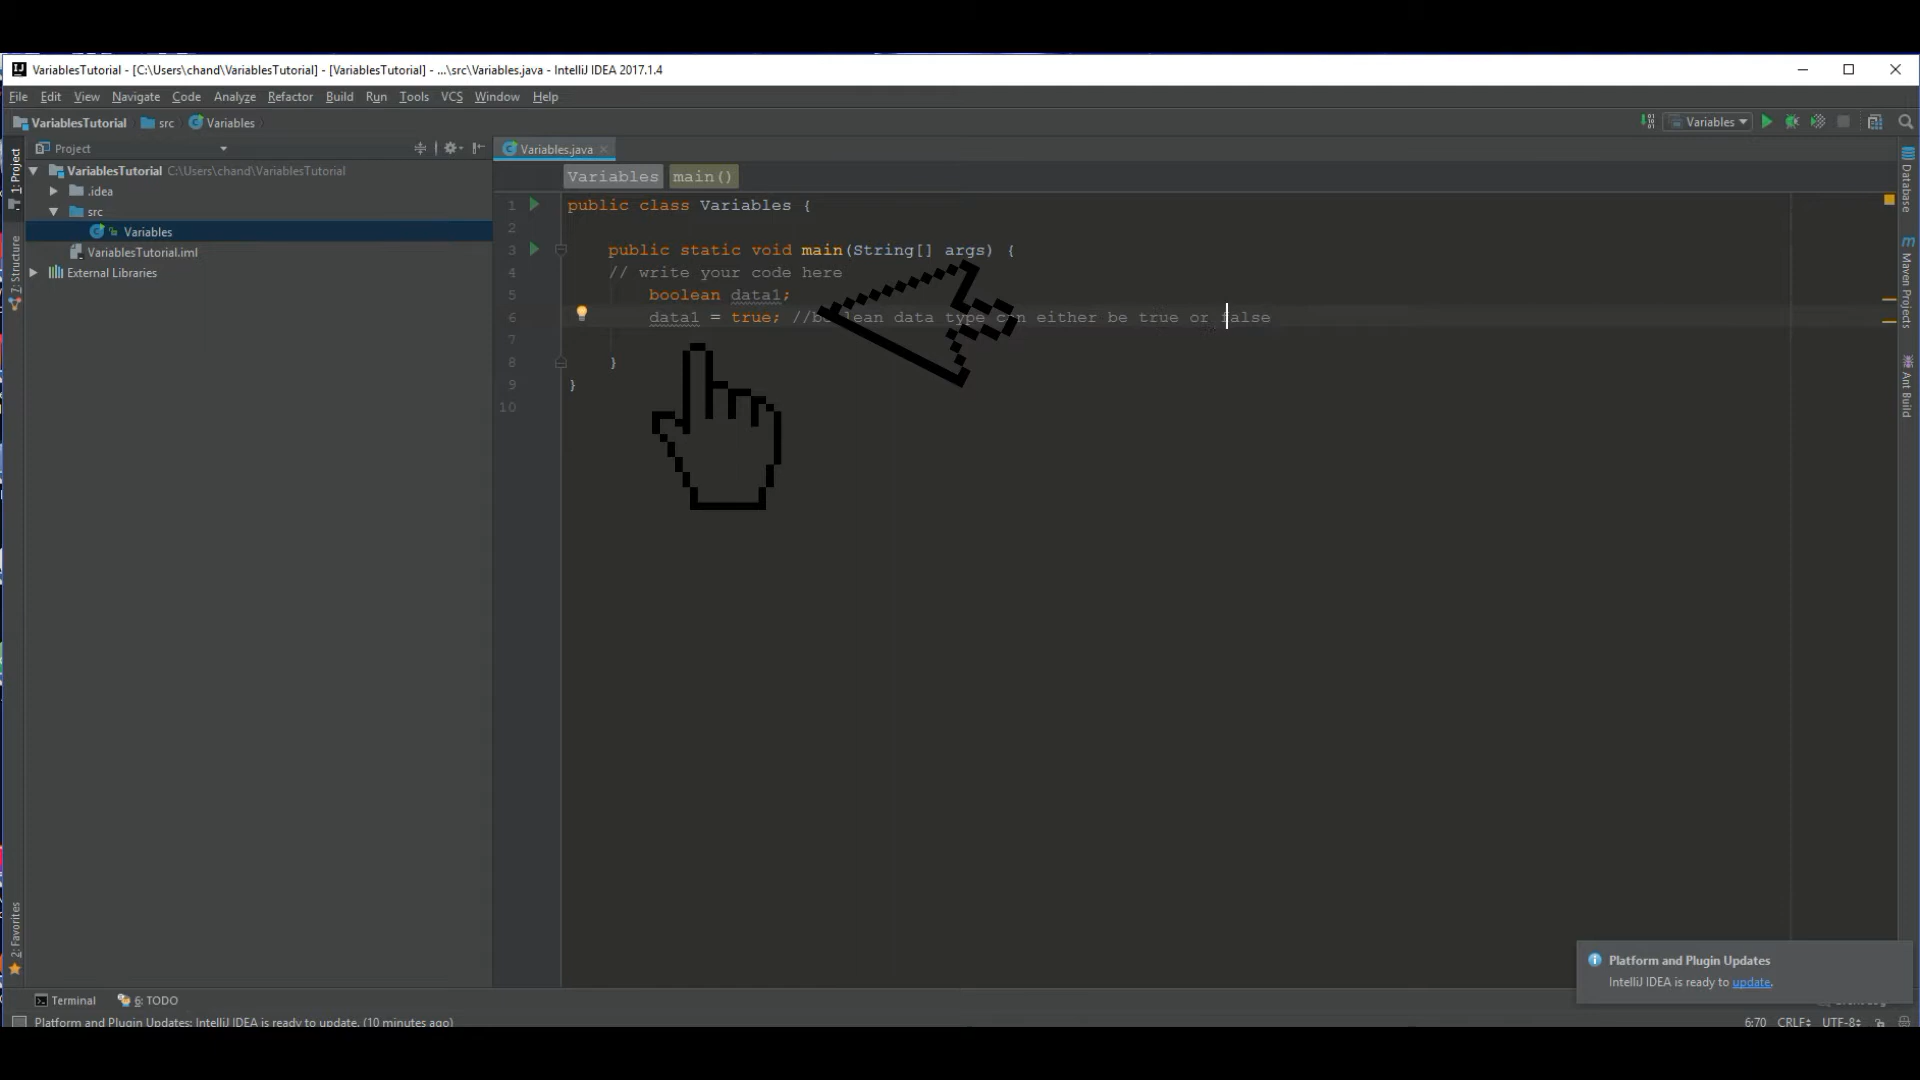 VariablesTutorial - [C:\Users\chand\VariablesTutorial] - [VariablesTutorial] - ...\src\Variables.java - IntelliJ IDEA 2017.1.4
File Edit View Navigate Code Analyze Refactor Build Run Tools VCS Window Help
VariablesTutorial src Variables
Variables
1: Project
Project
Variables.java
VariablesTutorial C:\Users\chand\VariablesTutorial
.idea
src
Variables
VariablesTutorial.iml
External Libraries
7: Structure
2: Favorites
Variables main()
1 public class Variables {
2
3 public static void main(String[] args) {
4 // write your code here
5 boolean data1;
6 data1 = true; // data type can either be true or false
7
8 }
9 }
10
Database
Maven Projects
Ant Build
Platform and Plugin Updates
IntelliJ IDEA is ready to update.
Terminal 6: TODO
Platform and Plugin Updates: IntelliJ IDEA is ready to update. (10 minutes ago)
6:70 CRLF UTF-8